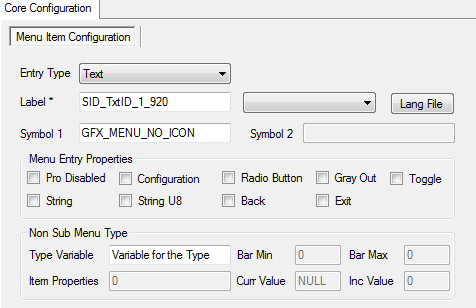 Core Configuration
Menu Item Configuration
Entry Type Text
Label * SID_TxtID_1_920 Lang File
Symbol 1 GFX_MENU_NO_ICON Symbol 2
Menu Entry Properties
Pro Disabled Configuration Radio Button Gray Out Toggle
String String U8 Back Exit
Non Sub Menu Type
Type Variable Variable for the Type Bar Min 0 Bar Max 0
Item Properties 0 Curr Value NULL Inc Value 0